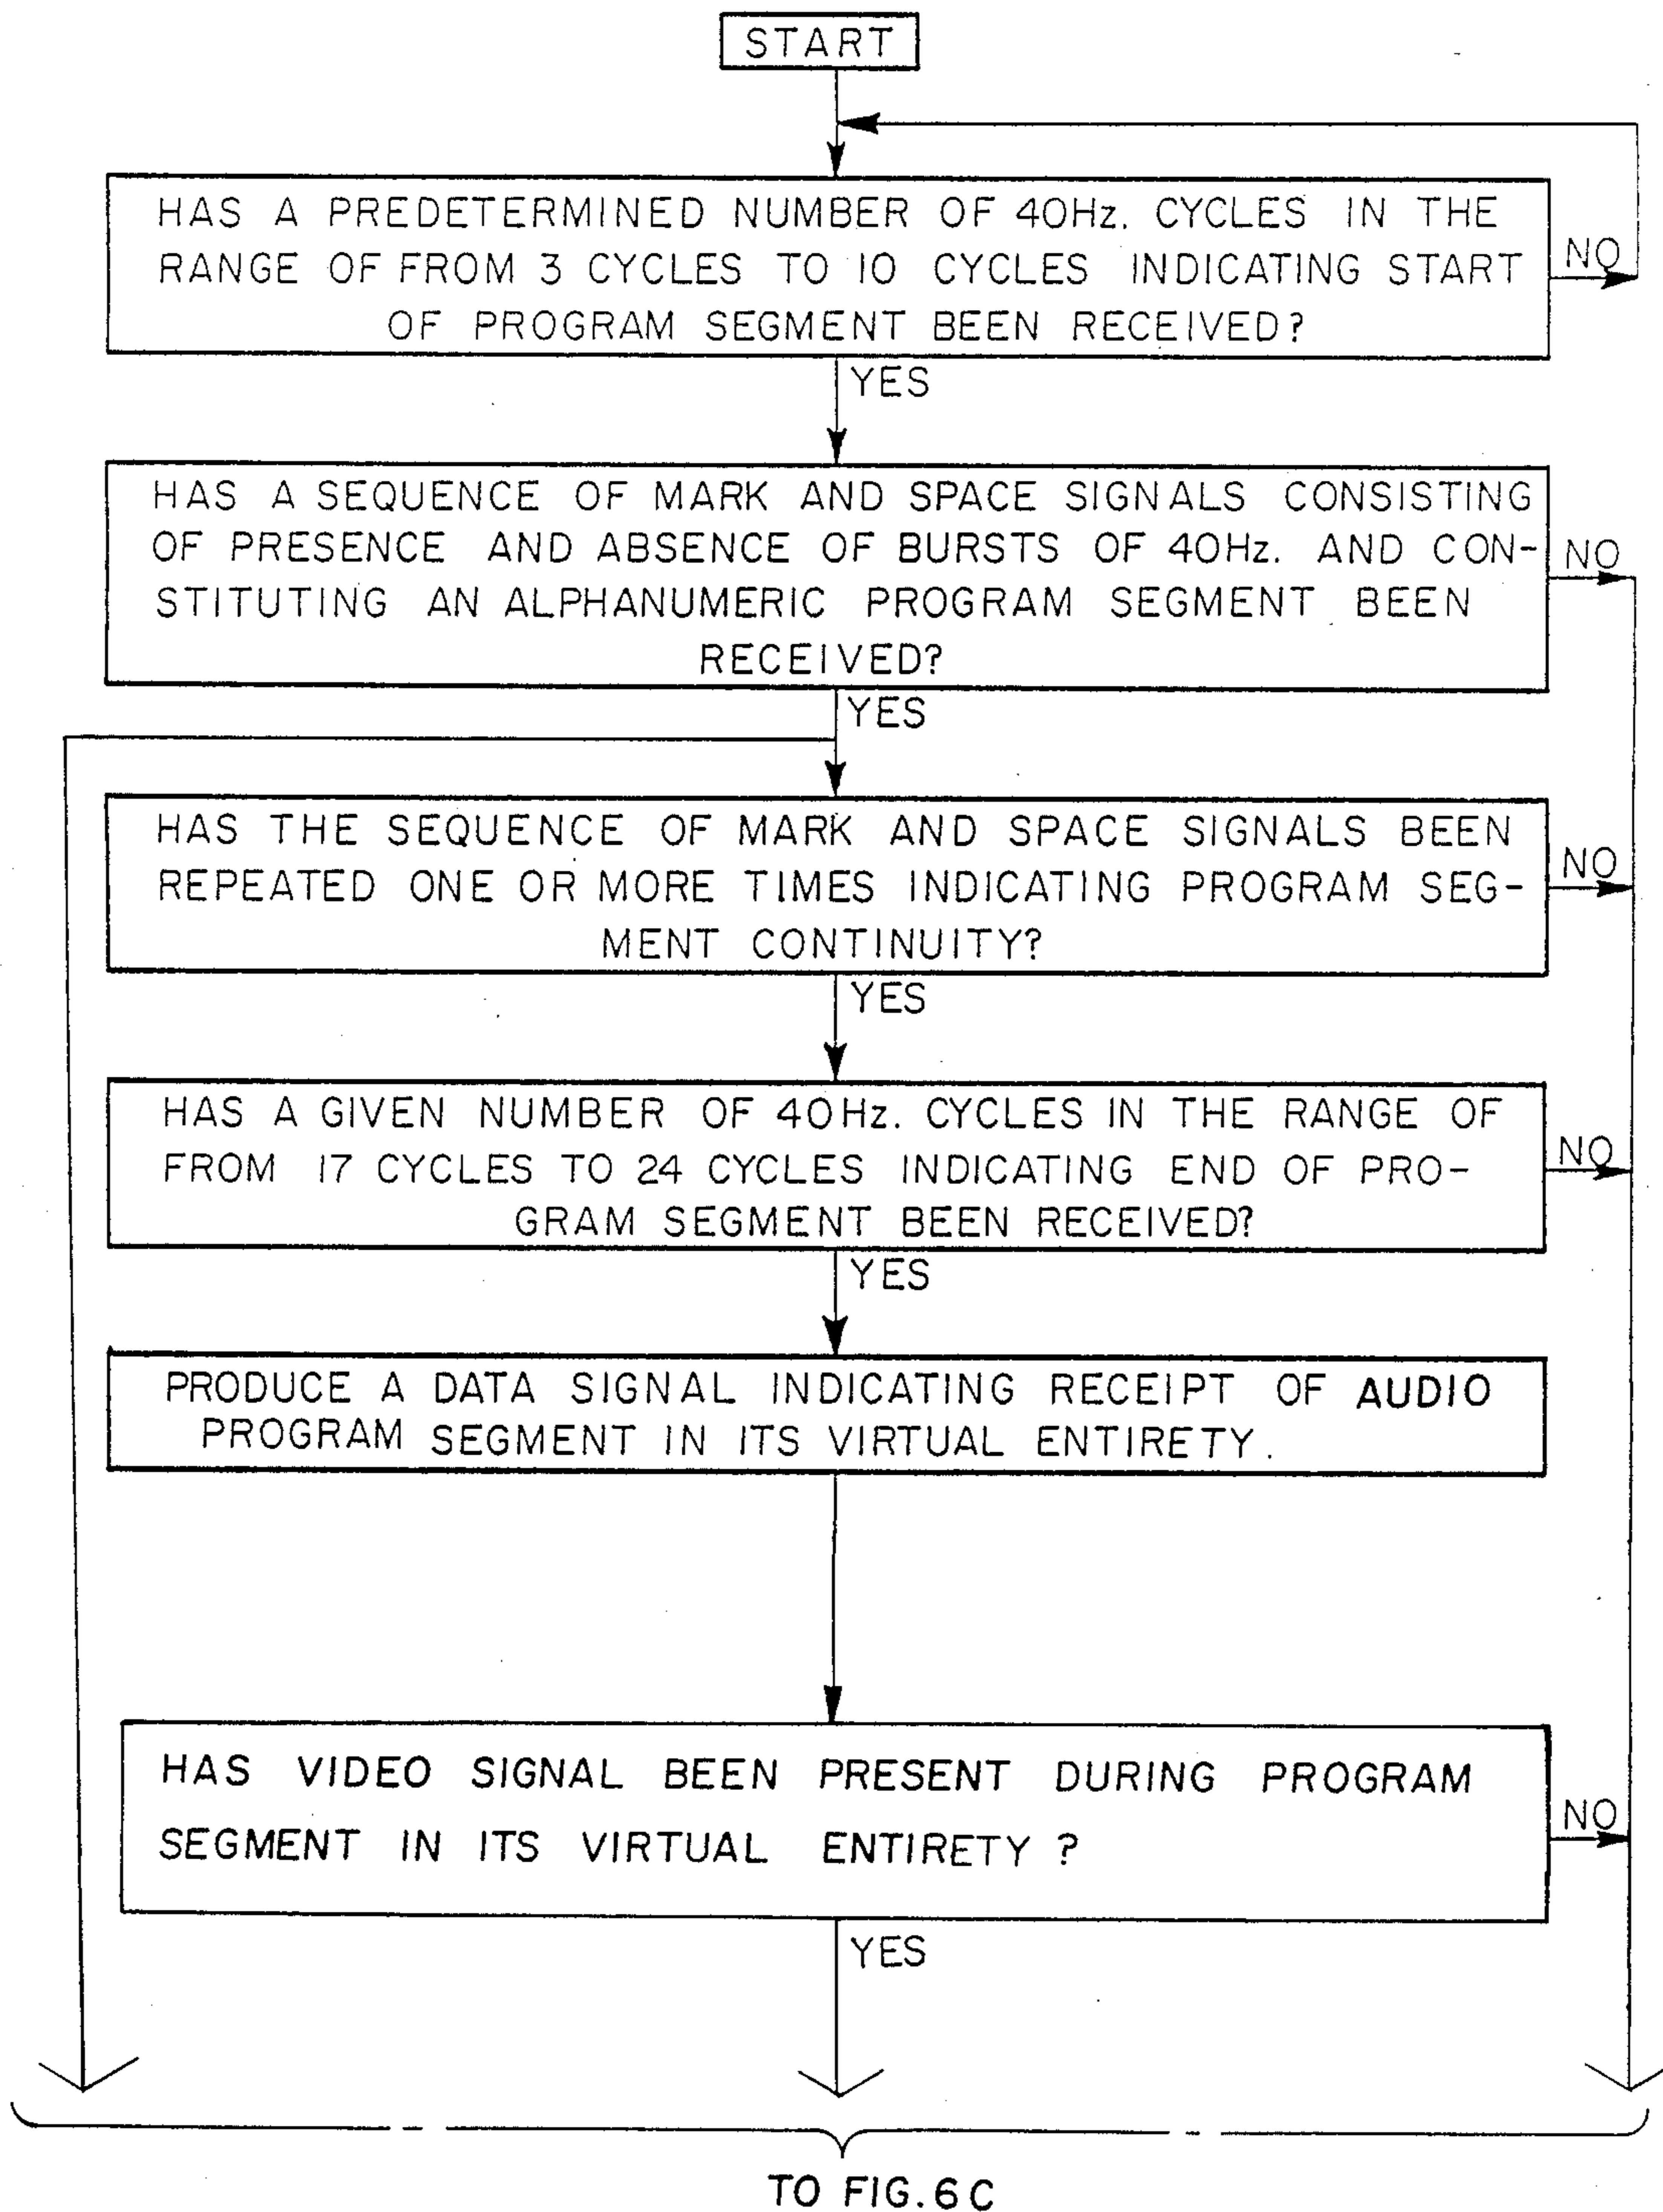 START
HAS A PREDETERMINED NUMBER OF 40Hz. CYCLES IN THE
RANGE OF FROM 3 CYCLES TO 10 CYCLES INDICATING START
OF PROGRAM SEGMENT BEEN RECEIVED?
NO
YES
HAS A SEQUENCE OF MARK AND SPACE SIGNALS CONSISTING
OF PRESENCE AND ABSENCE OF BURSTS OF 40Hz. AND CON-
STITUTING AN ALPHANUMERIC PROGRAM SEGMENT BEEN
RECEIVED?
NO
YES
HAS THE SEQUENCE OF MARK AND SPACE SIGNALS BEEN
REPEATED ONE OR MORE TIMES INDICATING PROGRAM SEG-
MENT CONTINUITY?
NO
YES
HAS A GIVEN NUMBER OF 40Hz. CYCLES IN THE RANGE OF
FROM 17 CYCLES TO 24 CYCLES INDICATING END OF PRO-
GRAM SEGMENT BEEN RECEIVED?
NO
YES
PRODUCE A DATA SIGNAL INDICATING RECEIPT OF AUDIO
PROGRAM SEGMENT IN ITS VIRTUAL ENTIRETY.
HAS VIDEO SIGNAL BEEN PRESENT DURING PROGRAM
SEGMENT IN ITS VIRTUAL ENTIRETY ?
NO
YES
TO FIG.6C